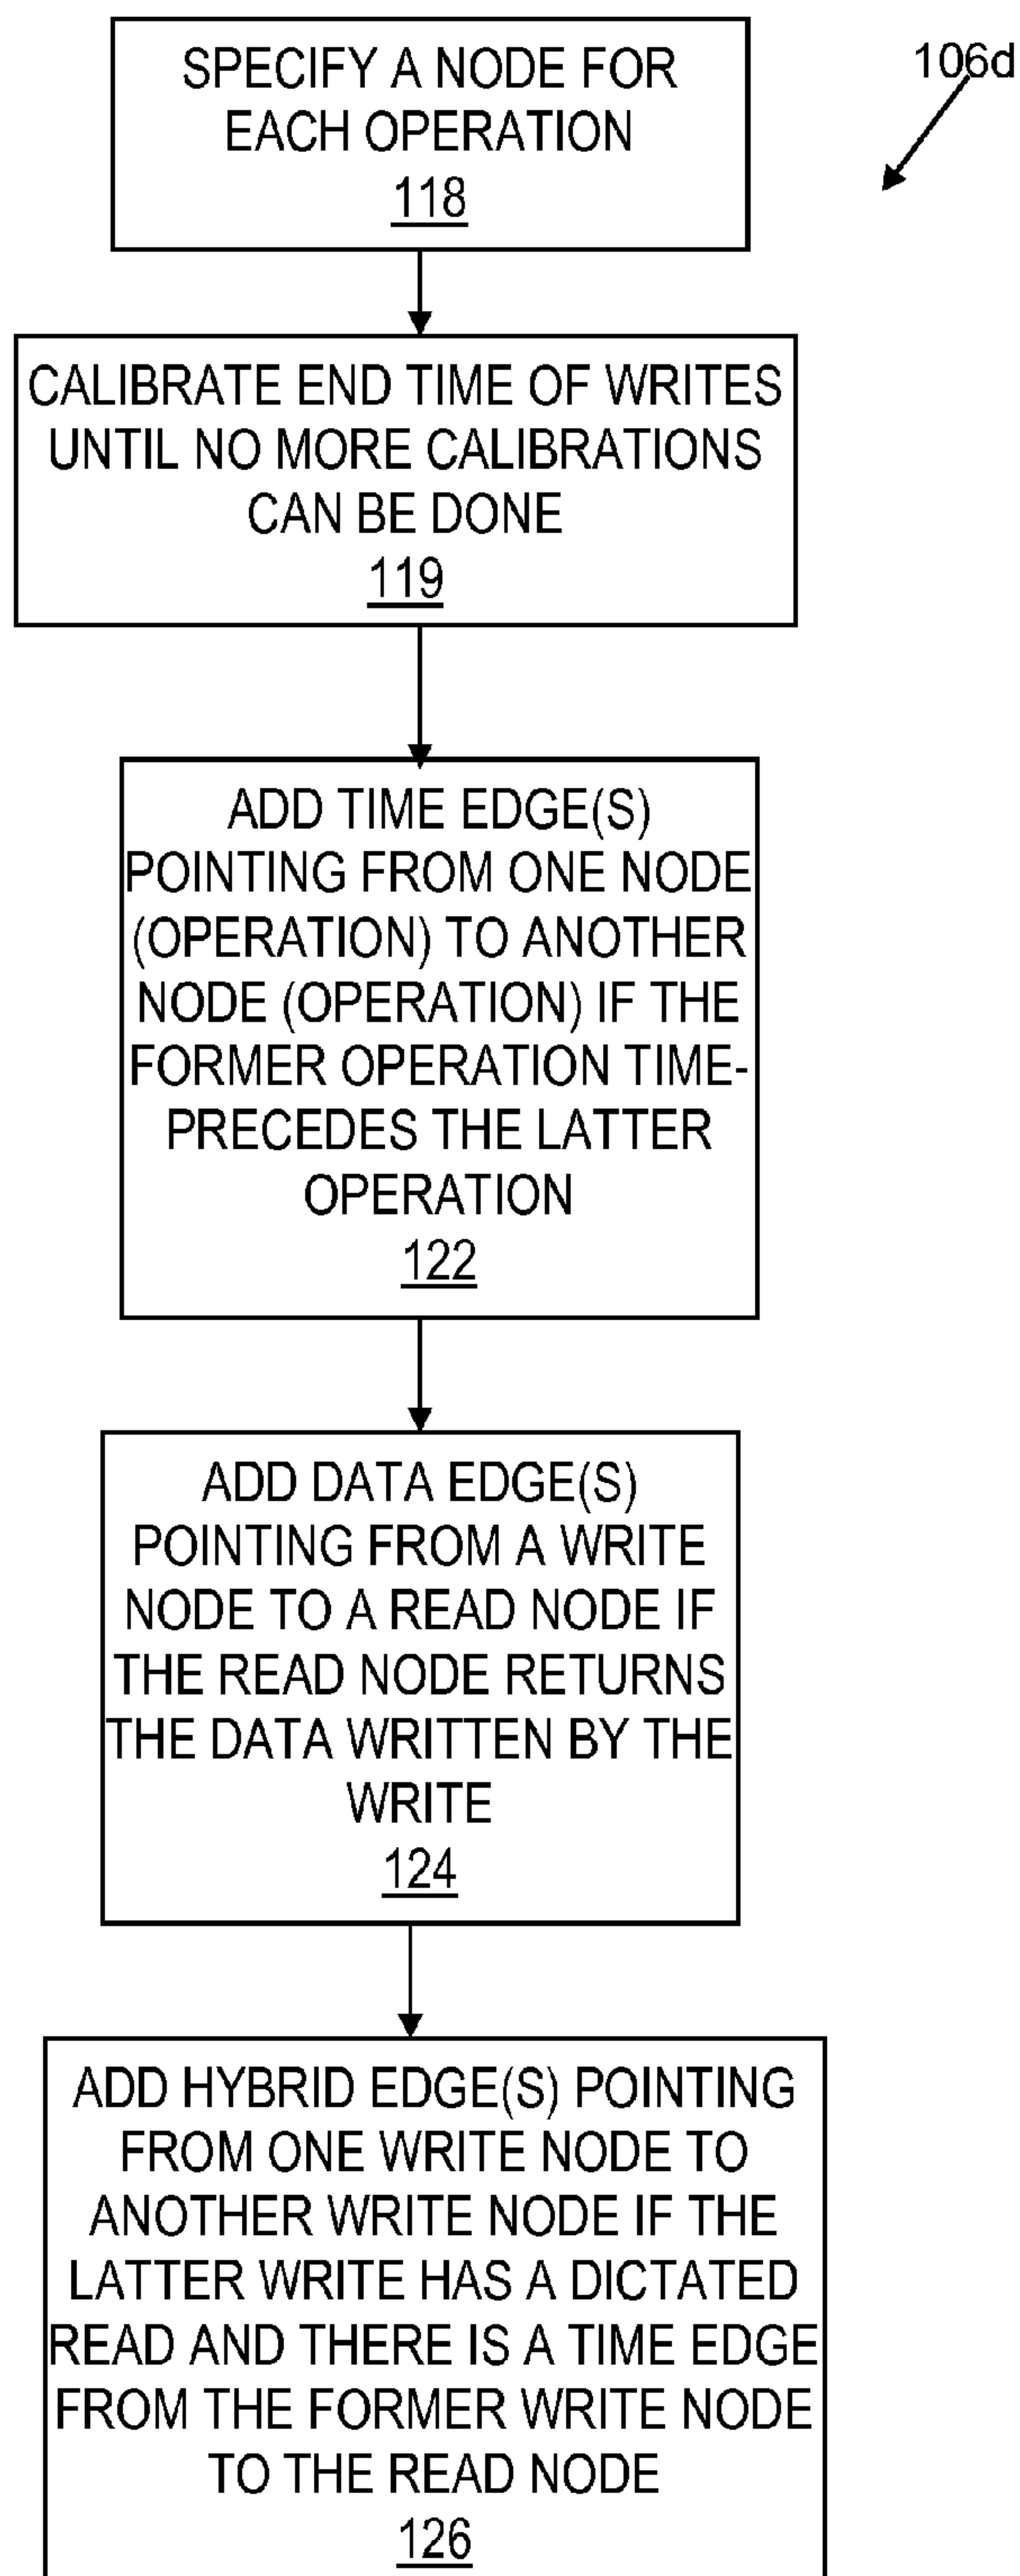 SPECIFY A NODE FOR
EACH OPERATION
118
106d
CALIBRATE END TIME OF WRITES
UNTIL NO MORE CALIBRATIONS
CAN BE DONE
119
ADD TIME EDGE(S)
POINTING FROM ONE NODE
(OPERATION) TO ANOTHER
NODE (OPERATION) IF THE
FORMER OPERATION TIME-
PRECEDES THE LATTER
OPERATION
122
ADD DATA EDGE(S)
POINTING FROM A WRITE
NODE TO A READ NODE IF
THE READ NODE RETURNS
THE DATA WRITTEN BY THE
WRITE
124
ADD HYBRID EDGE(S) POINTING
FROM ONE WRITE NODE TO
ANOTHER WRITE NODE IF THE
LATTER WRITE HAS A DICTATED
READ AND THERE IS A TIME EDGE
FROM THE FORMER WRITE NODE
TO THE READ NODE
126